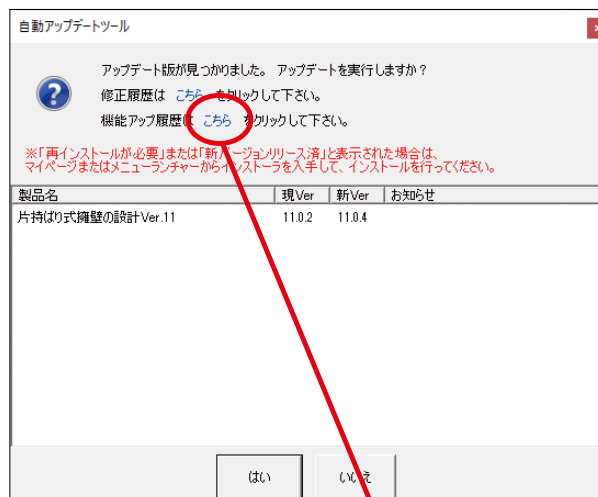 自動アップデートツール
アップデート版が見つかりました。 アップデートを実行しますか？
修正履歴は こちら をクリックして下さい。
機能アップ履歴は こちら をクリックして下さい。
※「再インストールが必要」または「新バージョンリリース済」と表示された場合は、
マイページまたはメニューランチャーからインストーラを入手して、インストールを行ってください。
製品名 現Ver 新Ver お知らせ
片持ばり式擁壁の設計Ver.11 11.0.2 11.0.4
はい いいえ